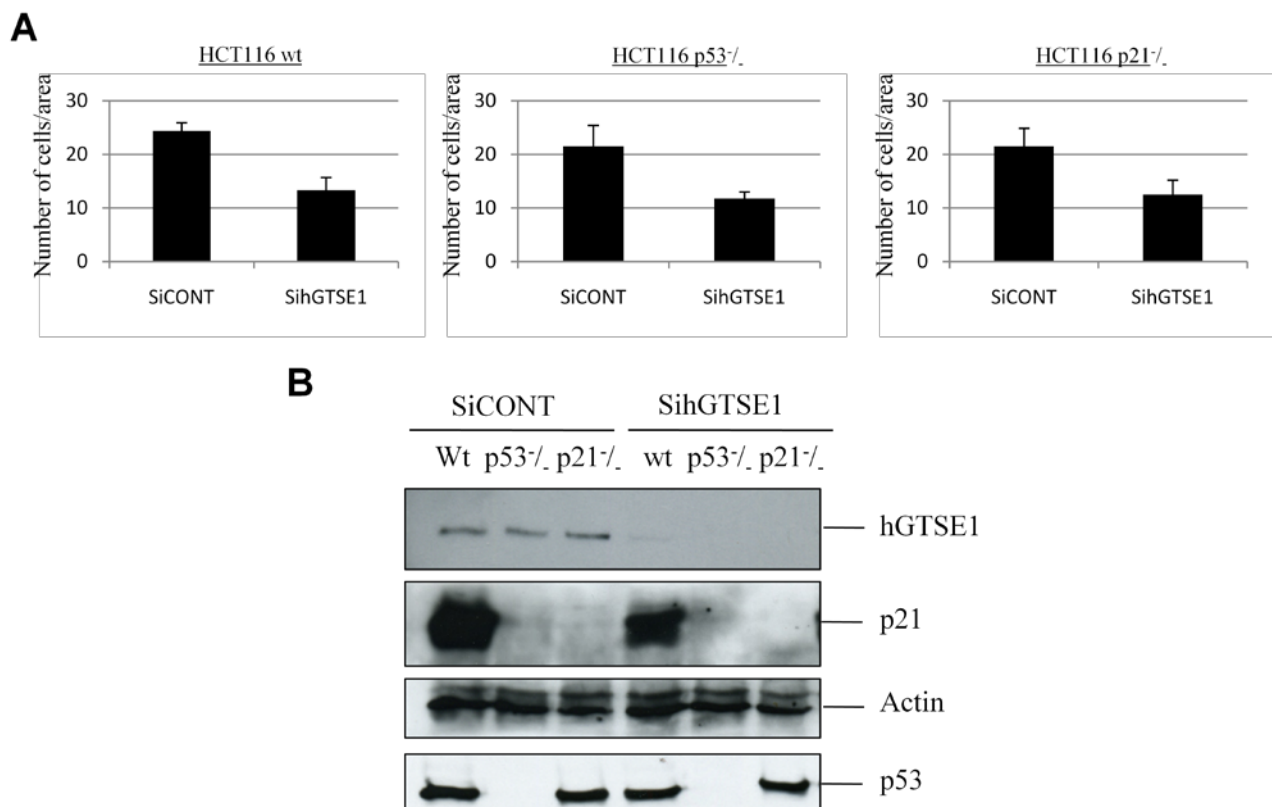 A
HCT116 wt
Number of cells/area
30
20
10
0
SiCONT SihGTSE1
HCT116 p53-/-
Number of cells/area
30
20
10
0
SiCONT SihGTSE1
HCT116 p21-/-
Number of cells/area
30
20
10
0
SiCONT SihGTSE1
B
SiCONT SihGTSE1
Wt p53-/- p21-/- wt p53-/- p21-/-
hGTSE1
p21
Actin
p53